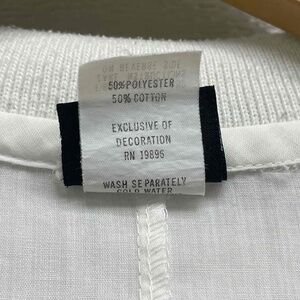 50% POLYESTER
50% COTTON
EXCLUSIVE OF
DECORATION
RN 19896
WASH SEPARATELY
COLD WATER